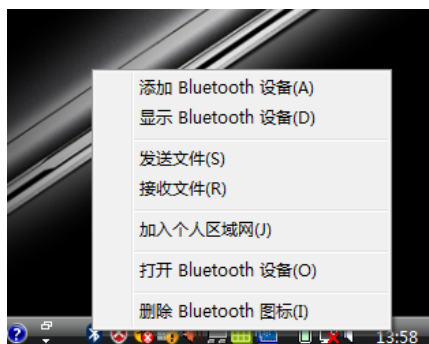 添加 Bluetooth 设备(A)
显示 Bluetooth 设备(D)
发送文件(S)
接收文件(R)
加入个人区域网(J)
打开 Bluetooth 设备(O)
删除 Bluetooth 图标(I)
13:58